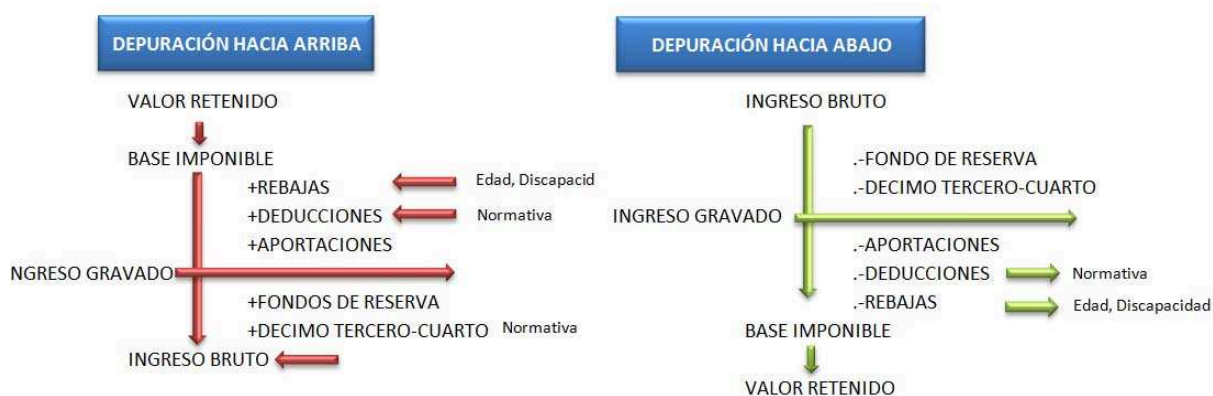 DEPURACIÓN HACIA ARRIBA
VALOR RETENIDO
BASE IMPONIBLE
+REBAJAS
Edad, Discapacid
+DEDUCCIONES
Normativa
+APORTACIONES
NGRESO GRAVADO
+FONDOS DE RESERVA
+DECIMO TERCERO-CUARTO
Normativa
INGRESO BRUTO
DEPURACIÓN HACIA ABAJO
INGRESO BRUTO
.-FONDO DE RESERVA
.-DECIMO TERCERO-CUARTO
INGRESO GRAVADO
.-APORTACIONES
.-DEDUCCIONES
Normativa
.-REBAJAS
Edad, Discapacidad
BASE IMPONIBLE
VALOR RETENIDO